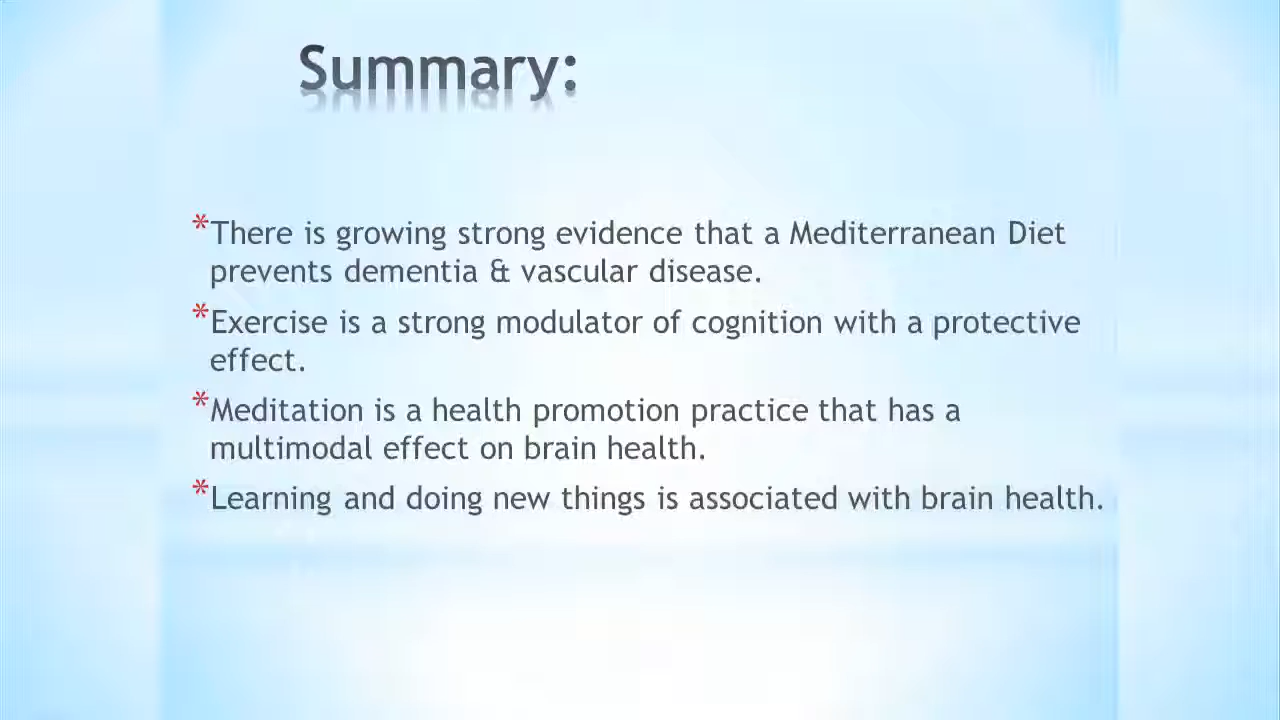 Summary:
*There is growing strong evidence that a Mediterranean Diet
prevents dementia & vascular disease.
*Exercise is a strong modulator of cognition with a protective
effect.
*Meditation is a health promotion practice that has a
multimodal effect on brain health.
*Learning and doing new things is associated with brain health.